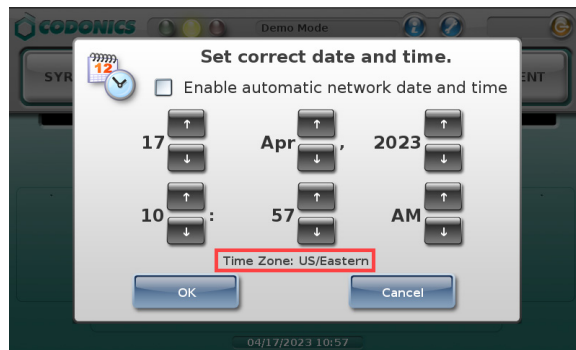 CODONICS
Demo Mode
Set correct date and time.
12
SYR
ENT
Enable automatic network date and time
17 Apr , 2023
10 : 57 AM
Time Zone: US/Eastern
OK Cancel
04/17/2023 10:57